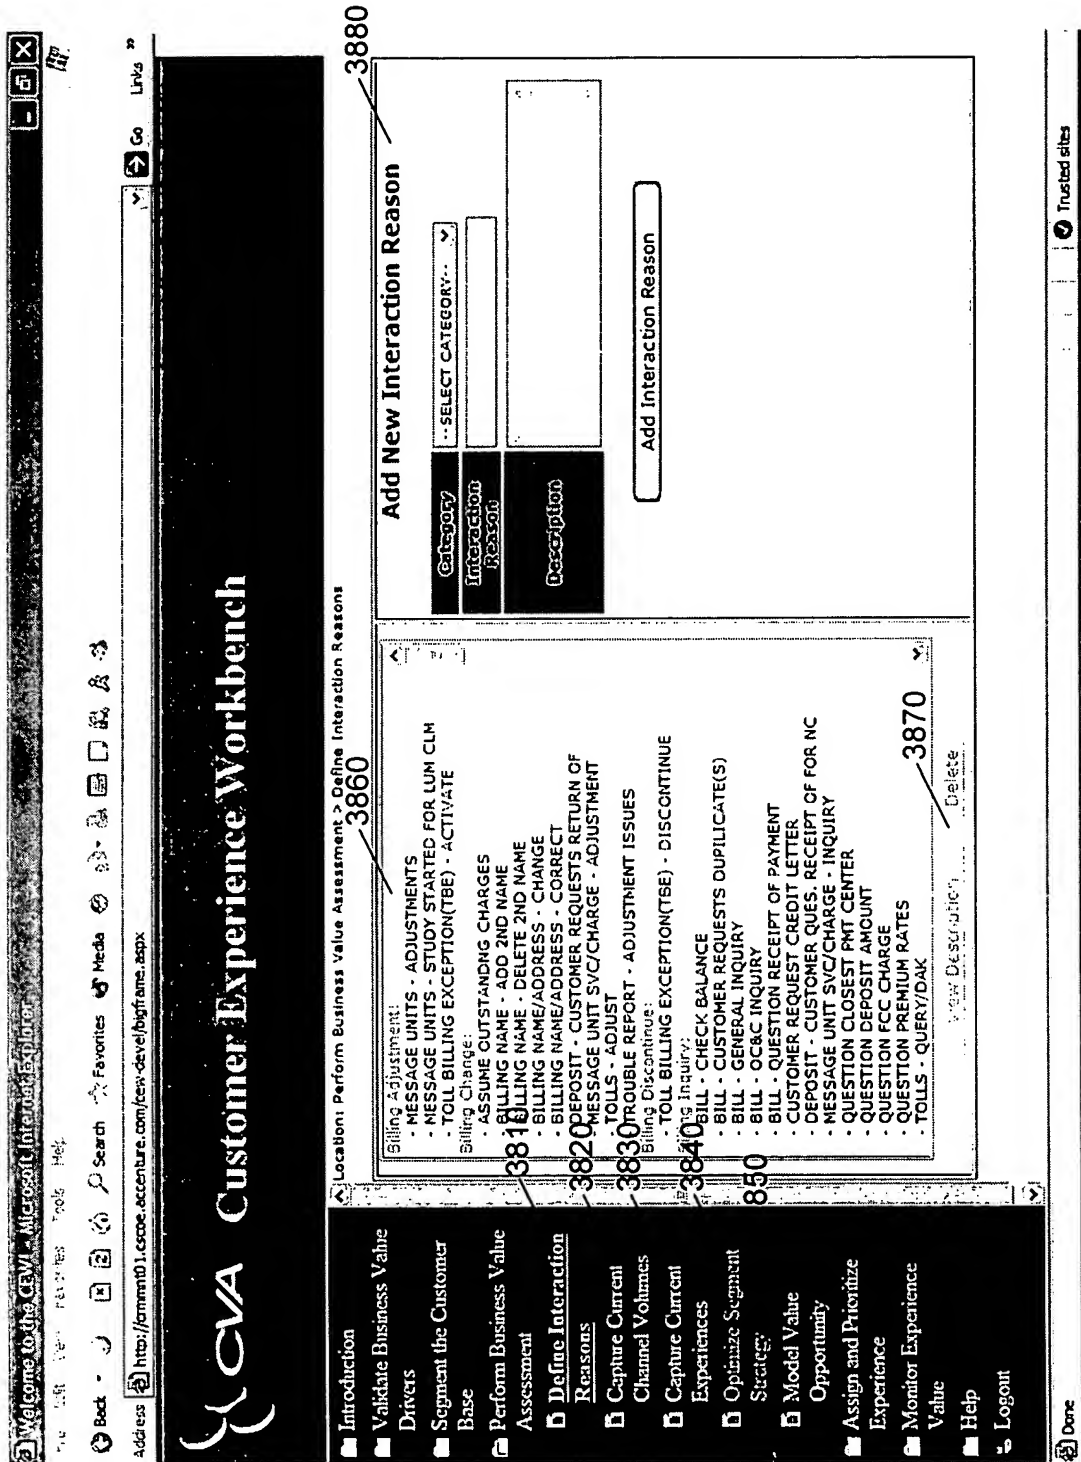 Welcome to the CEW! - Microsoft Internet Explorer
Tools Help
Back Search Favorites Media
Address http://crmmnt01.cscoe.accenture.com/cew-devel/bigframe.aspx Go Links »
CVA Customer Experience Workbench
Introduction
Validate Business Value
Drivers
Segment the Customer
Base
Perform Business Value
Assessment
Define Interaction
Reasons
Capture Current
Channel Volumes
Capture Current
Experiences
Optimize Segment
Strategy
Model Value
Opportunity
Assign and Prioritize
Experience
Monitor Experience
Value
Help
Logout
3810
3820
3830
3840
850
Location: Perform Business Value Assessment > Define Interaction Reasons
3860
Billing Adjustment:
- MESSAGE UNITS - ADJUSTMENTS
- MESSAGE UNITS - STUDY STARTED FOR LUM CLM
- TOLL BILLING EXCEPTION(TBE) - ACTIVATE
Billing Change:
- ASSUME OUTSTANDNG CHARGES
- BILLING NAME - ADD 2ND NAME
- BILLING NAME - DELETE 2ND NAME
- BILLING NAME/ADDRESS - CHANGE
- BILLING NAME/ADDRESS - CORRECT
DEPOSIT - CUSTOMER REQUESTS RETURN OF
MESSAGE UNIT SVC/CHARGE - ADJUSTMENT
- TOLLS - ADJUST
TROUBLE REPORT - ADJUSTMENT ISSUES
Billing Discontinue:
- TOLL BILLING EXCEPTION(TBE) - DISCONTINUE
Inquiry:
BILL - CHECK BALANCE
- BILL - CUSTOMER REQUESTS DUPILICATE(S)
- BILL - GENERAL INQUIRY
- BILL - OC&C INQUIRY
- BILL - QUESTION RECEIPT OF PAYMENT
- CUSTOMER REQUEST CREDIT LETTER
- DEPOSIT - CUSTOMER QUES. RECEIPT OF FOR NC
- MESSAGE UNIT SVC/CHARGE - INQUIRY
- QUESTION CLOSEST PMT CENTER
- QUESTION DEPOSIT AMOUNT
- QUESTION FCC CHARGE
- QUESTION PREMIUM RATES
- TOLLS - QUERY/DAK
3870
View Description Delete
3880
Add New Interaction Reason
Category --SELECT CATEGORY--
Interaction
Reason
Description
Add Interaction Reason
Done Trusted sites